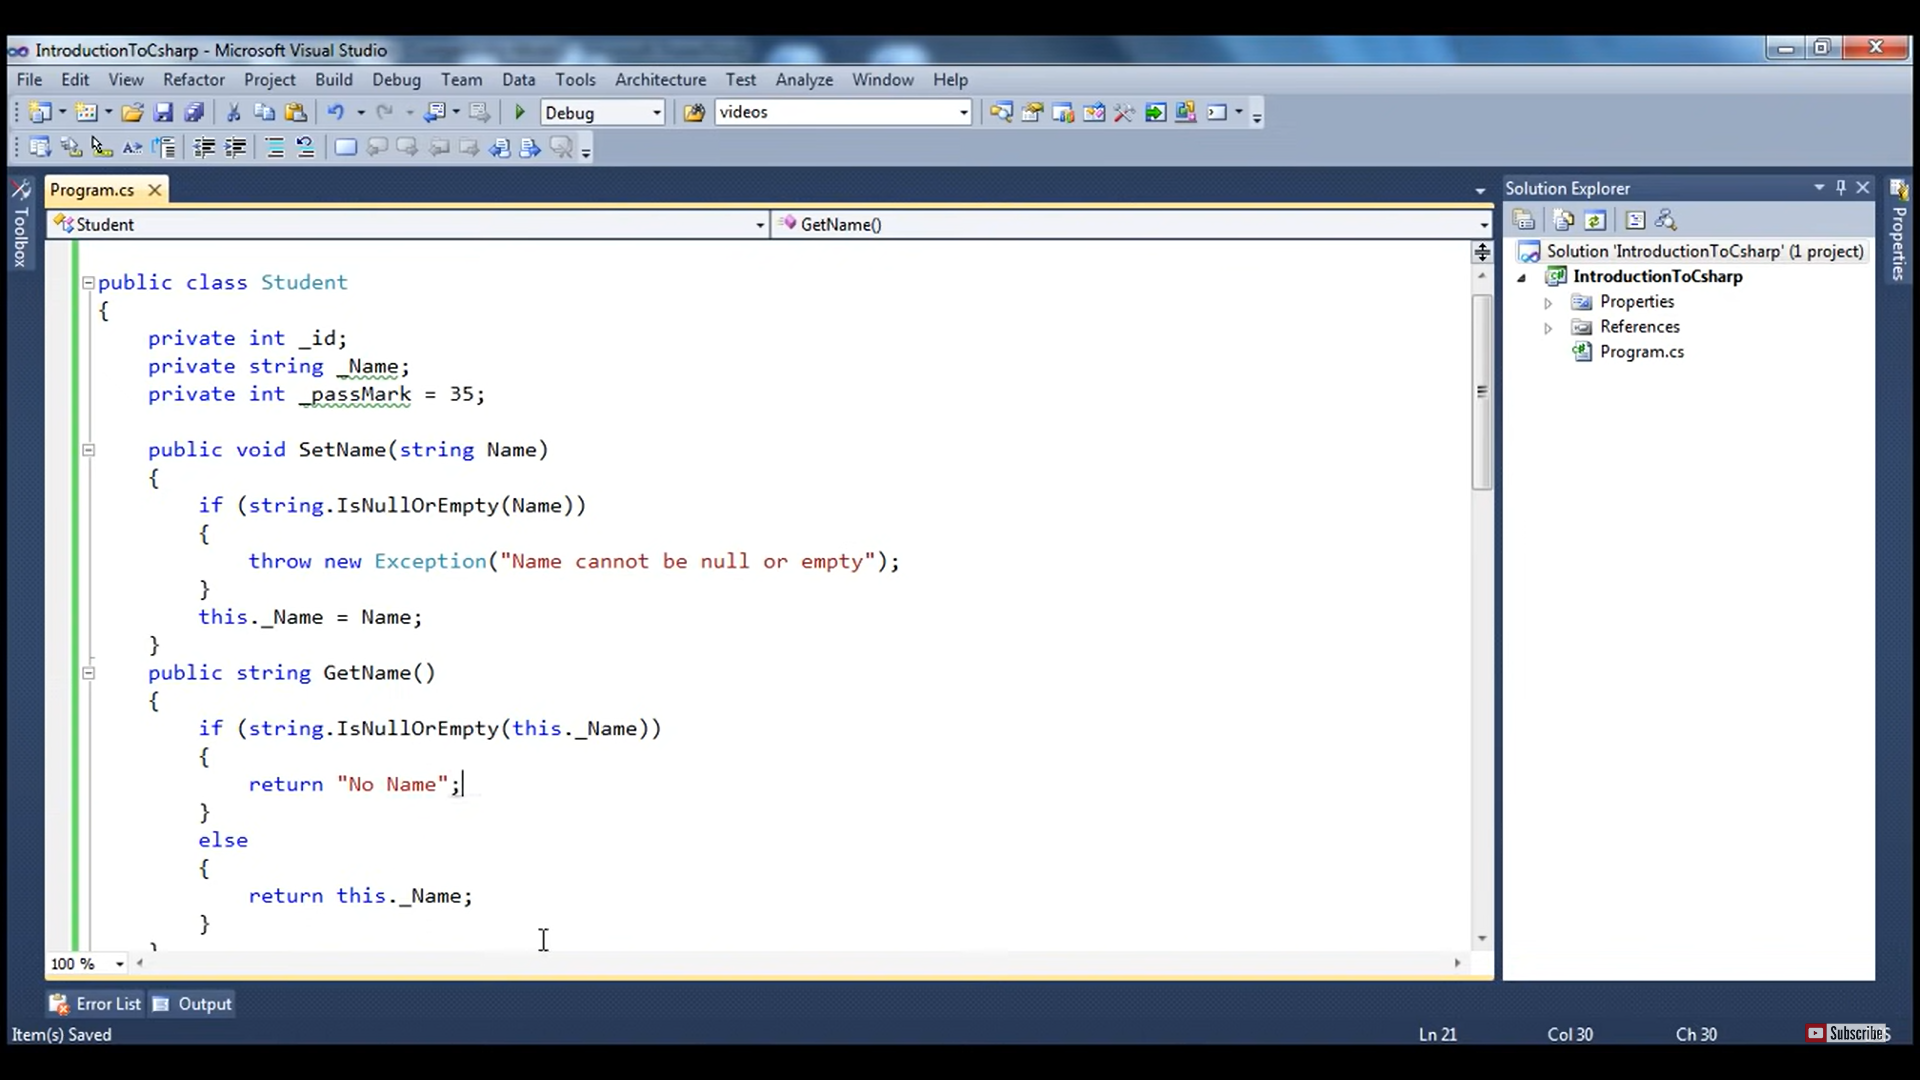 IntroductionToCsharp - Microsoft Visual Studio
File Edit View Refactor Project Build Debug Team Data Tools Architecture Test Analyze Window Help
Debug videos
Toolbox
Program.cs
Student GetName()
public class Student
{
private int _id;
private string _Name;
private int _passMark = 35;
public void SetName(string Name)
{
if (string.IsNullOrEmpty(Name))
{
throw new Exception("Name cannot be null or empty");
}
this._Name = Name;
}
public string GetName()
{
if (string.IsNullOrEmpty(this._Name))
{
return "No Name";
}
else
{
return this._Name;
}
}
100 %
Solution Explorer
Solution 'IntroductionToCsharp' (1 project)
IntroductionToCsharp
Properties
References
Program.cs
Properties
Error List Output
Item(s) Saved Ln 21 Col 30 Ch 30
Subscribe